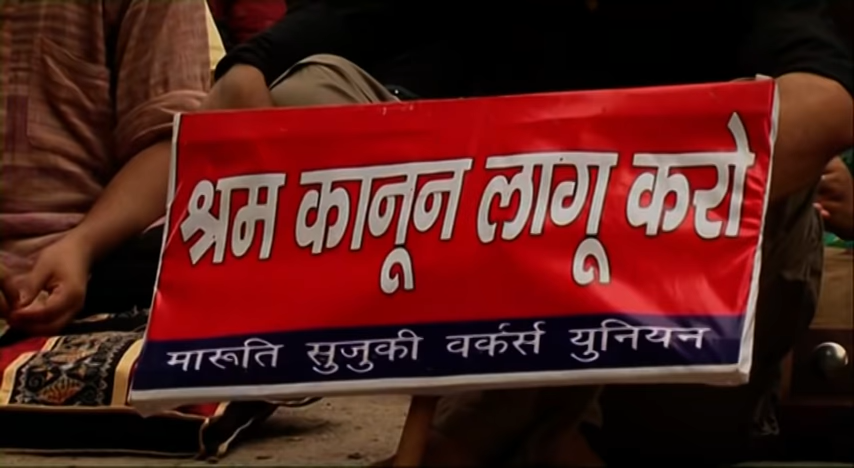 श्रम कानून लागू करो
मारूति सुजुकी वर्कर्स युनियन